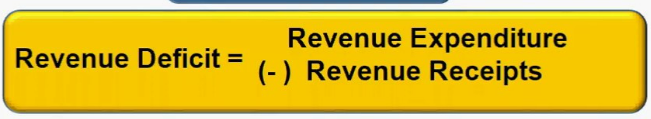 Revenue Expenditure
Revenue Deficit =
(- ) Revenue Receipts